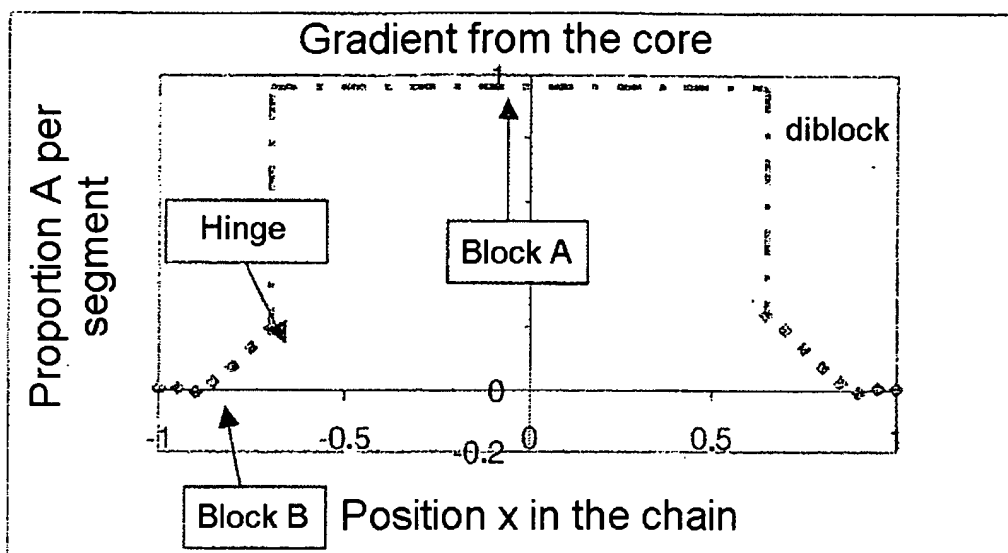 Gradient from the core
1
Proportion A per
segment
diblock
Hinge
Block A
0
-1
-0.5
0
0.5
-0.2
Block B
Position x in the chain